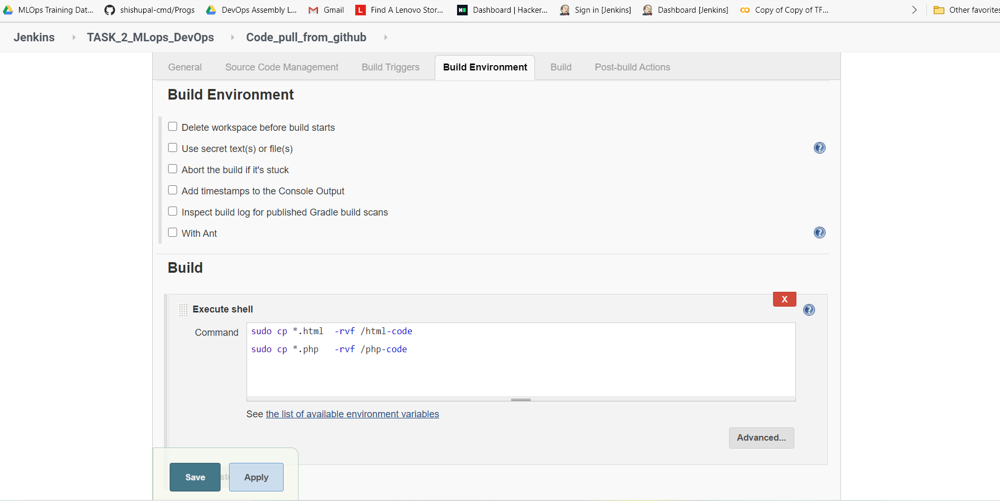 MLOps Training Dat... shishupal-cmd/Progs DevOps Assembly L... Gmail L Find A Lenovo Stor... H Dashboard | Hacker... Sign in [Jenkins] Dashboard [Jenkins] CO Copy of Copy of TF... Other favorites
Jenkins TASK_2_MLops_DevOps Code_pull_from_github
General Source Code Management Build Triggers Build Environment Build Post-build Actions
Build Environment
Delete workspace before build starts
Use secret text(s) or file(s) ?
Abort the build if it's stuck
Add timestamps to the Console Output
Inspect build log for published Gradle build scans
With Ant ?
Build
X
Execute shell ?
Command sudo cp *.html  -rvf /html-code
sudo cp *.php   -rvf /php-code
See the list of available environment variables
Advanced...
Save Apply